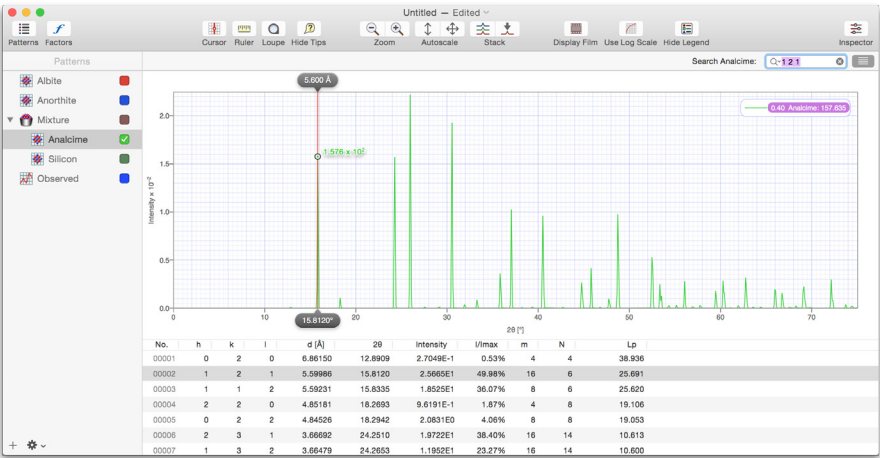 Untitled — Edited
Patterns Factors Cursor Ruler Loupe Hide Tips Zoom Autoscale Stack Display Film Use Log Scale Hide Legend Inspector
Patterns
Search Analcime: 1 2 1
Albite
Anorthite
Mixture
Analcime
Silicon
Observed
5.600 Å
0.40 Analcime: 157.635
1.576 x 10²
Intensity x 10⁻²
2.0
1.5
1.0
0.5
0.0
0 10 20 30 40 50 60 70
15.8120°
2θ [°]
No. h k l d [Å] 2θ Intensity I/Imax m N Lp
00001 0 2 0 6.86150 12.8909 2.7049E-1 0.53% 4 4 38.936
00002 1 2 1 5.59986 15.8120 2.5665E1 49.98% 16 6 25.691
00003 1 1 2 5.59231 15.8335 1.8525E1 36.07% 8 6 25.620
00004 2 2 0 4.85181 18.2693 9.6191E-1 1.87% 4 8 19.106
00005 0 2 2 4.84526 18.2942 2.0831E0 4.06% 8 8 19.053
00006 2 3 1 3.66692 24.2510 1.9722E1 38.40% 16 14 10.613
00007 1 3 2 3.66479 24.2653 1.1952E1 23.27% 16 14 10.600